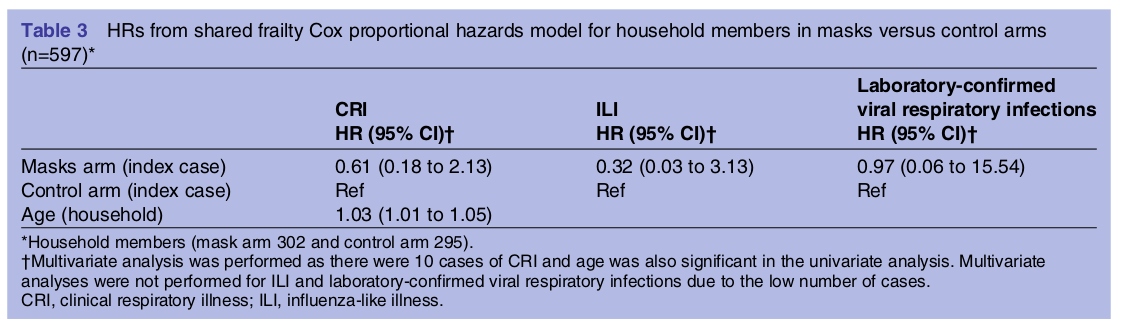 Table 3 HRs from shared frailty Cox proportional hazards model for household members in masks versus control arms
(n=597)*
CRI
HR (95% CI)†
ILI
HR (95% CI)†
Laboratory-confirmed
viral respiratory infections
HR (95% CI)†
Masks arm (index case) 0.61 (0.18 to 2.13) 0.32 (0.03 to 3.13) 0.97 (0.06 to 15.54)
Control arm (index case) Ref Ref Ref
Age (household) 1.03 (1.01 to 1.05)
*Household members (mask arm 302 and control arm 295).
†Multivariate analysis was performed as there were 10 cases of CRI and age was also significant in the univariate analysis. Multivariate
analyses were not performed for ILI and laboratory-confirmed viral respiratory infections due to the low number of cases.
CRI, clinical respiratory illness; ILI, influenza-like illness.